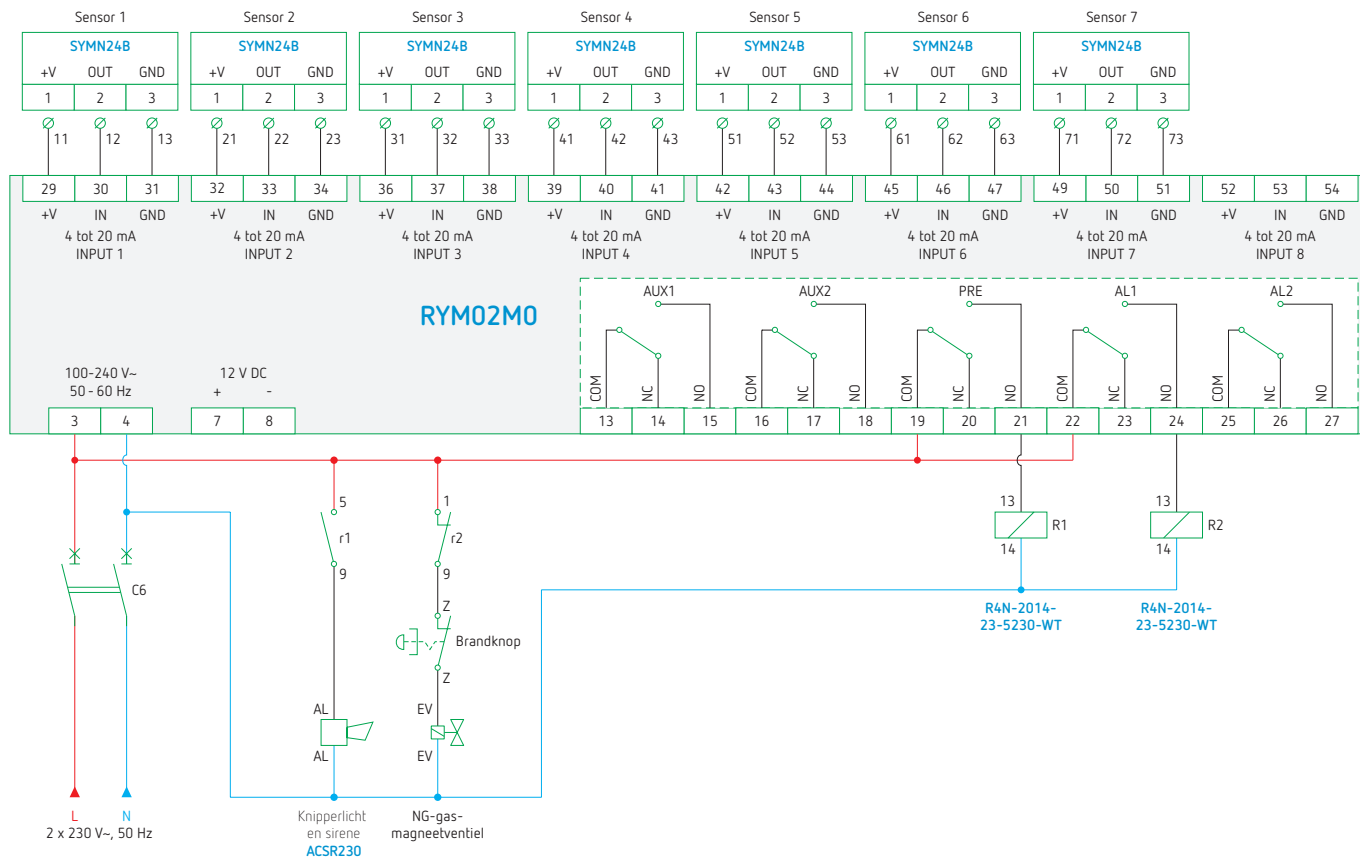 Sensor 1 Sensor 2 Sensor 3 Sensor 4 Sensor 5 Sensor 6 Sensor 7
SYMN24B SYMN24B SYMN24B SYMN24B SYMN24B SYMN24B SYMN24B
+V OUT GND +V OUT GND +V OUT GND +V OUT GND +V OUT GND +V OUT GND +V OUT GND
1 2 3 1 2 3 1 2 3 1 2 3 1 2 3 1 2 3 1 2 3
11 12 13 21 22 23 31 32 33 41 42 43 51 52 53 61 62 63 71 72 73
29 30 31 32 33 34 36 37 38 39 40 41 42 43 44 45 46 47 49 50 51 52 53 54
+V IN GND +V IN GND +V IN GND +V IN GND +V IN GND +V IN GND +V IN GND +V IN GND
4 tot 20 mA 4 tot 20 mA 4 tot 20 mA 4 tot 20 mA 4 tot 20 mA 4 tot 20 mA 4 tot 20 mA 4 tot 20 mA
INPUT 1 INPUT 2 INPUT 3 INPUT 4 INPUT 5 INPUT 6 INPUT 7 INPUT 8
AUX1 AUX2 PRE AL1 AL2
RYM02M0
100-240 V~ 12 V DC
50 - 60 Hz + -
COM NC NO COM NC NO COM NC NO COM NC NO COM NC NO
3 4 7 8 13 14 15 16 17 18 19 20 21 22 23 24 25 26 27
5 1 13 13
r1 r2 R1 R2
9 9 14 14
C6
Z
Brandknop
Z
R4N-2014- R4N-2014-
23-5230-WT 23-5230-WT
AL EV
AL EV
L N
2 x 230 V~, 50 Hz
Knipperlicht
en sirene
ACSR230
NG-gas-
magneetventiel